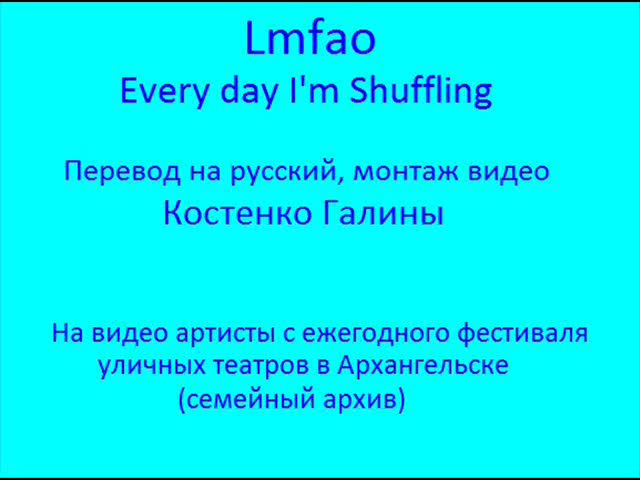 Lmfao
Every day I'm Shuffling
Перевод на русский, монтаж видео
Костенко Галины
На видео артисты с ежегодного фестиваля
уличных театров в Архангельске
(семейный архив)